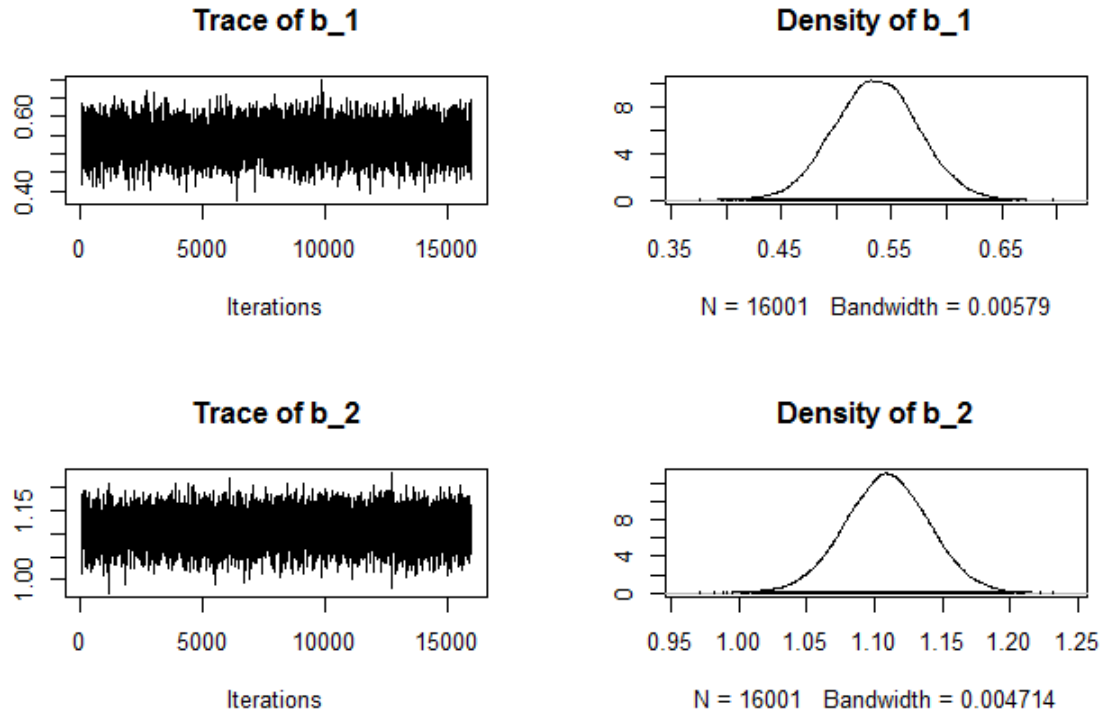 Trace of b_1
0.40 0.60
0 5000 10000 15000
Iterations
Density of b_1
0 4 8
0.35 0.45 0.55 0.65
N = 16001 Bandwidth = 0.00579
Trace of b_2
1.00 1.15
0 5000 10000 15000
Iterations
Density of b_2
0 4 8
0.95 1.00 1.05 1.10 1.15 1.20 1.25
N = 16001 Bandwidth = 0.004714